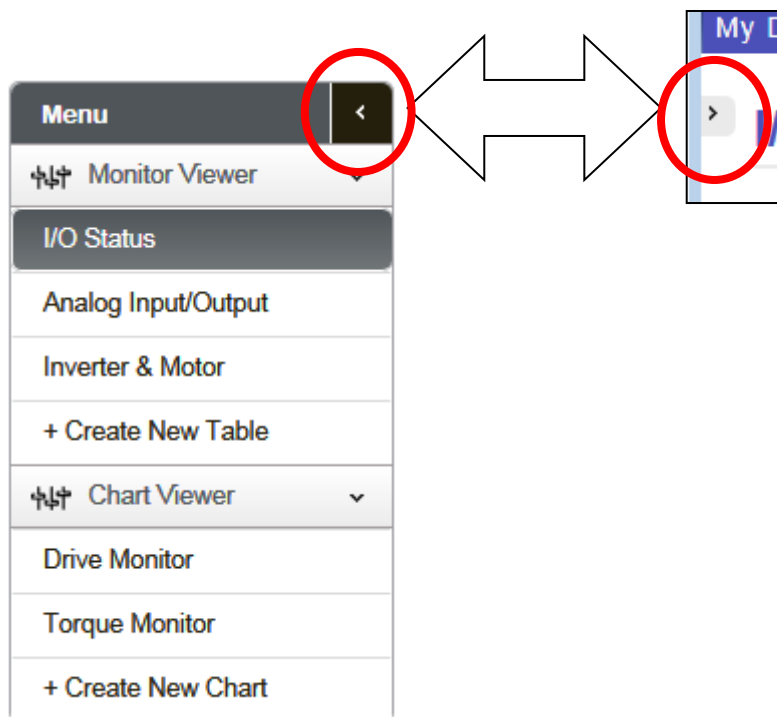 My D
Menu
Monitor Viewer
I/O Status
Analog Input/Output
Inverter & Motor
+ Create New Table
Chart Viewer
Drive Monitor
Torque Monitor
+ Create New Chart